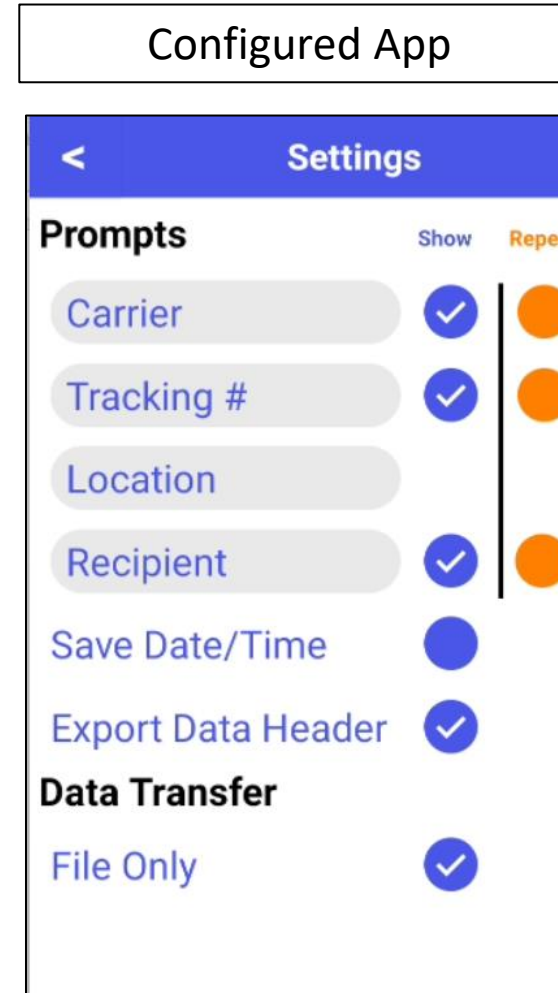 Configured App
< Settings
Prompts Show Repe
Carrier
Tracking #
Location
Recipient
Save Date/Time
Export Data Header
Data Transfer
File Only